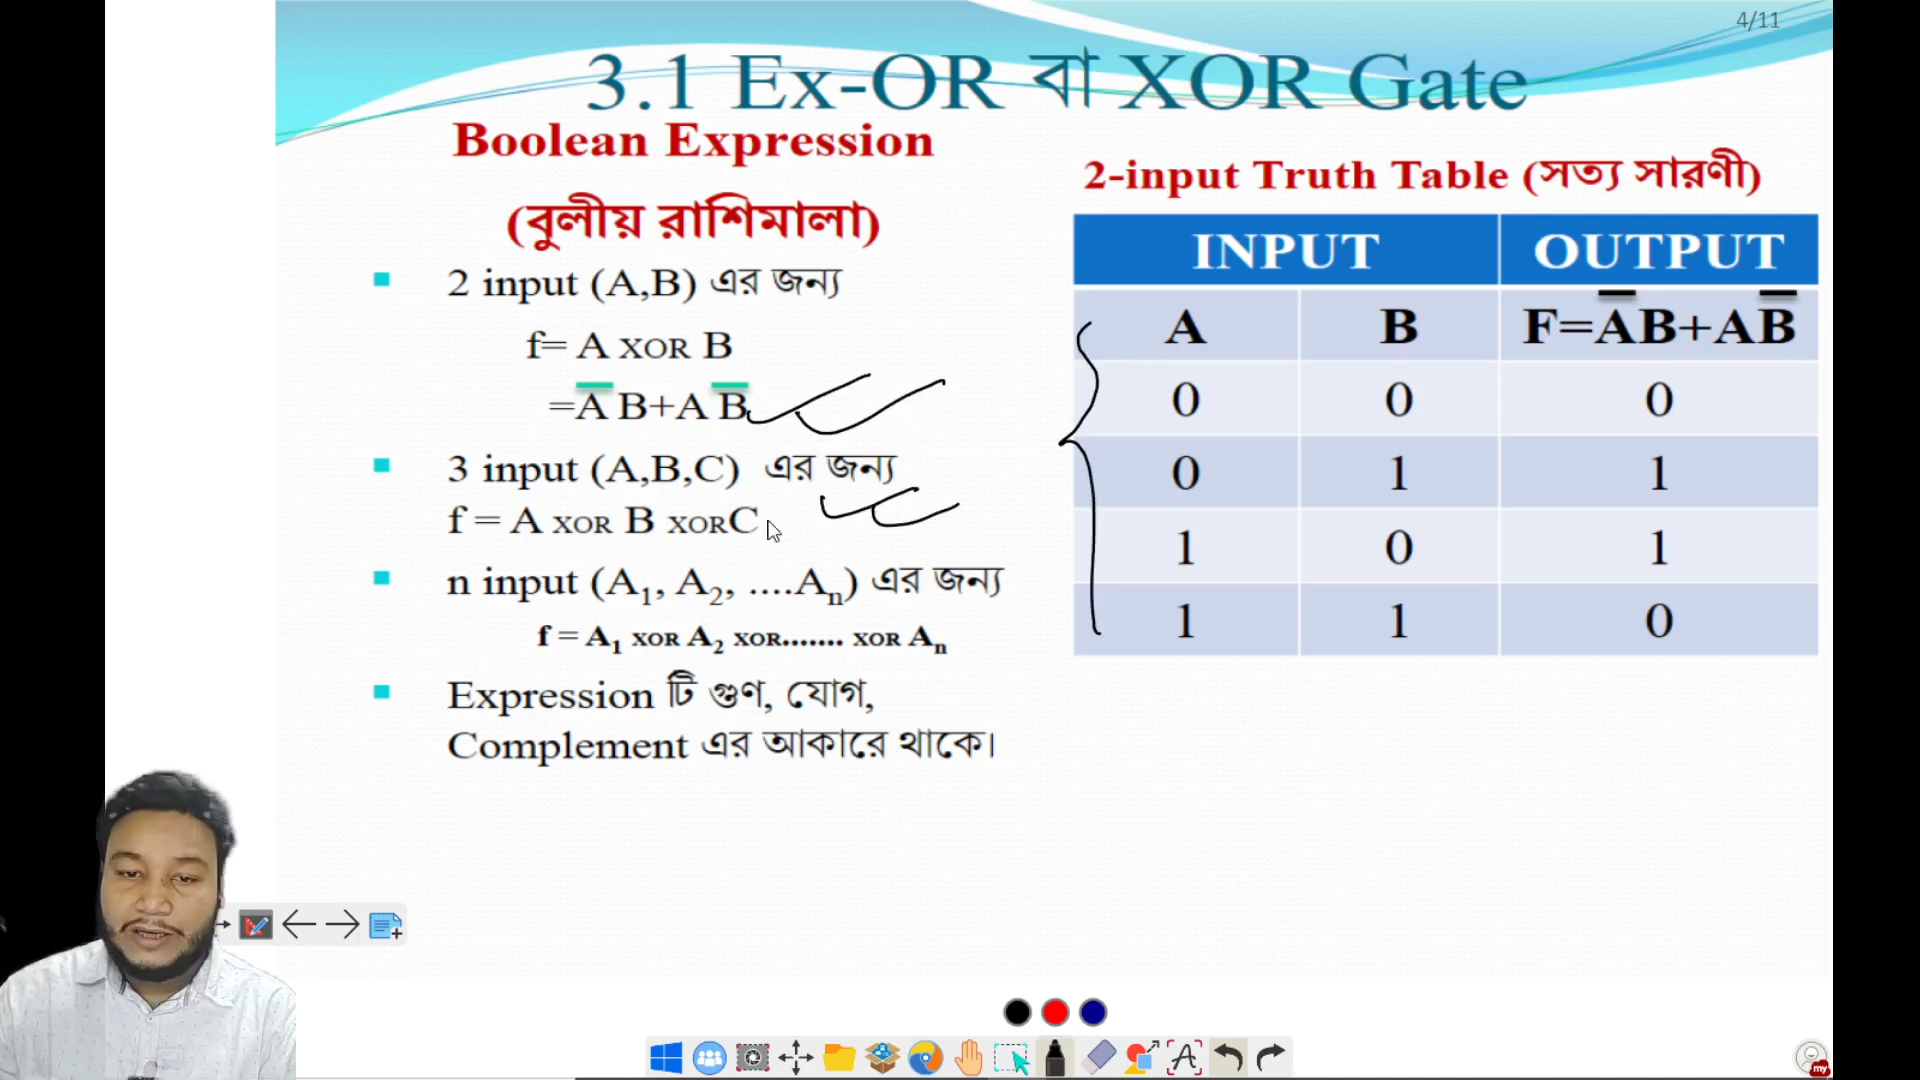 4/11
3.1 Ex-OR বা XOR Gate
Boolean Expression
(বুলীয় রাশিমালা)
2 input (A,B) এর জন্য
f= A XOR B
=A̅ B+A B̅
3 input (A,B,C) এর জন্য
f = A XOR B XORC
n input (A₁, A₂, ....Aₙ) এর জন্য
f = A₁ XOR A₂ XOR....... XOR Aₙ
Expression টি গুণ, যোগ,
Complement এর আকারে থাকে।
2-input Truth Table (সত্য সারণী)
INPUT OUTPUT
A B F=A̅B+AB̅
0 0 0
0 1 1
1 0 1
1 1 0
my